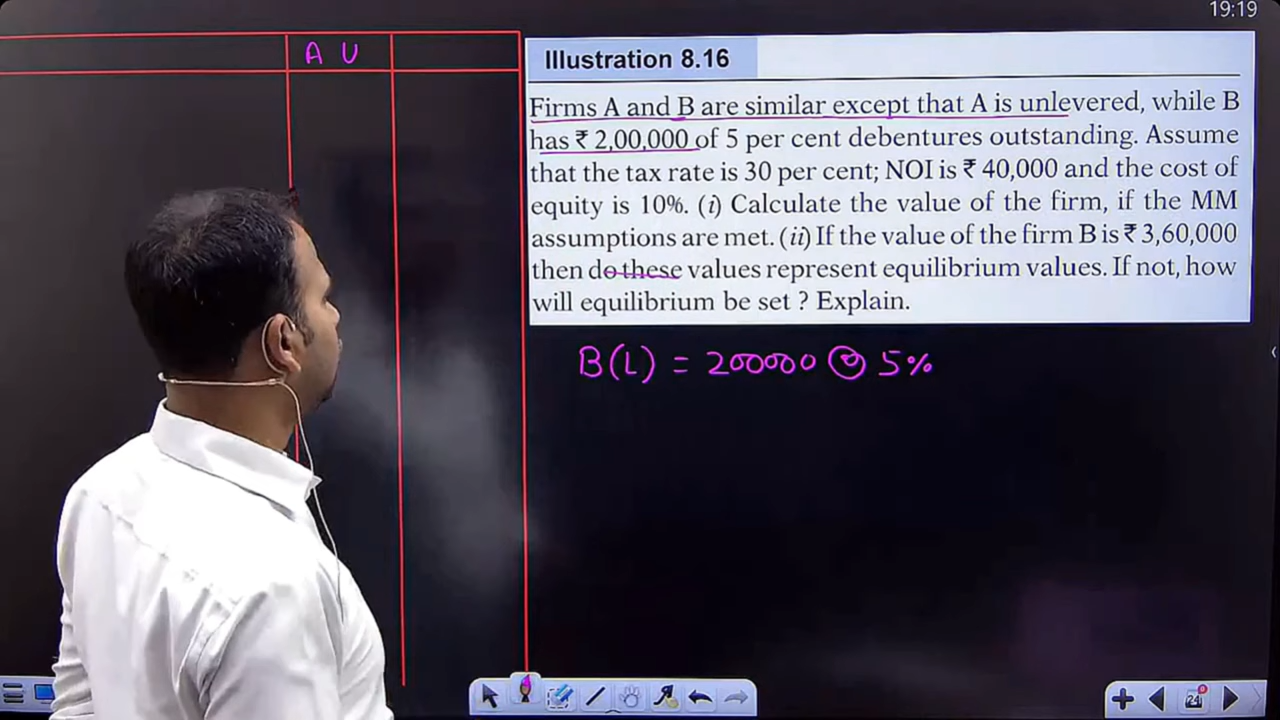 19:19
A U
Illustration 8.16
Firms A and B are similar except that A is unlevered, while B
has ₹ 2,00,000 of 5 per cent debentures outstanding. Assume
that the tax rate is 30 per cent; NOI is ₹ 40,000 and the cost of
equity is 10%. (i) Calculate the value of the firm, if the MM
assumptions are met. (ii) If the value of the firm B is ₹ 3,60,000
then do these values represent equilibrium values. If not, how
will equilibrium be set ? Explain.
B(L) = 200000 @ 5%
24